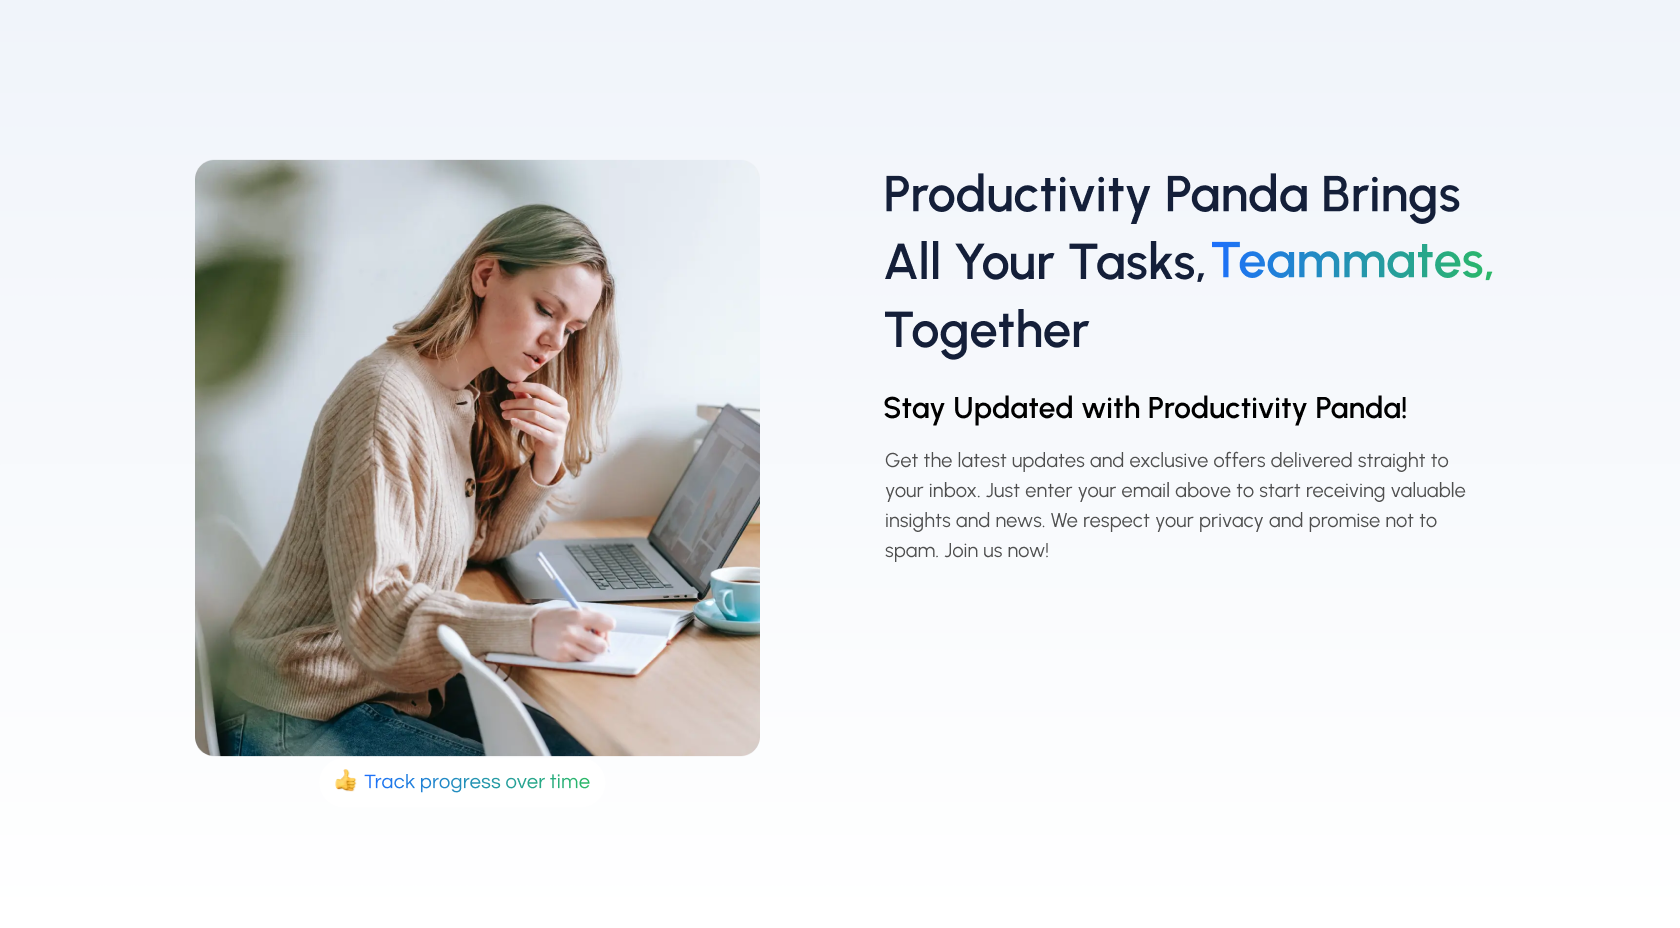 Productivity Panda Brings
All Your Tasks, Teammates,
Together
Stay Updated with Productivity Panda!
Get the latest updates and exclusive offers delivered straight to
your inbox. Just enter your email above to start receiving valuable
insights and news. We respect your privacy and promise not to
spam. Join us now!
👍 Track progress over time